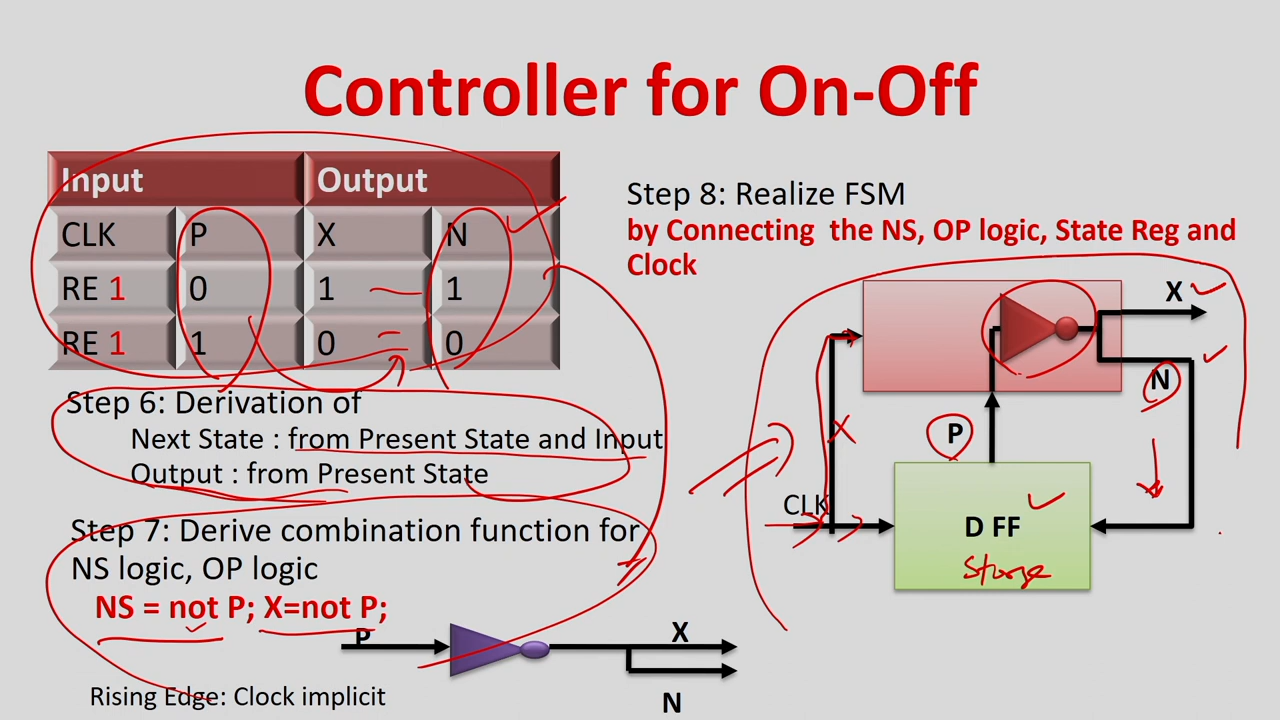 Controller for On-Off
Input Output
CLK P X N
RE 1 0 1 1
RE 1 1 0 0
Step 6: Derivation of
Next State : from Present State and Input
Output : from Present State
Step 7: Derive combination function for
NS logic, OP logic
NS = not P; X=not P;
P
X
N
Rising Edge: Clock implicit
Step 8: Realize FSM
by Connecting the NS, OP logic, State Reg and
Clock
X
N
P
CLK
D FF